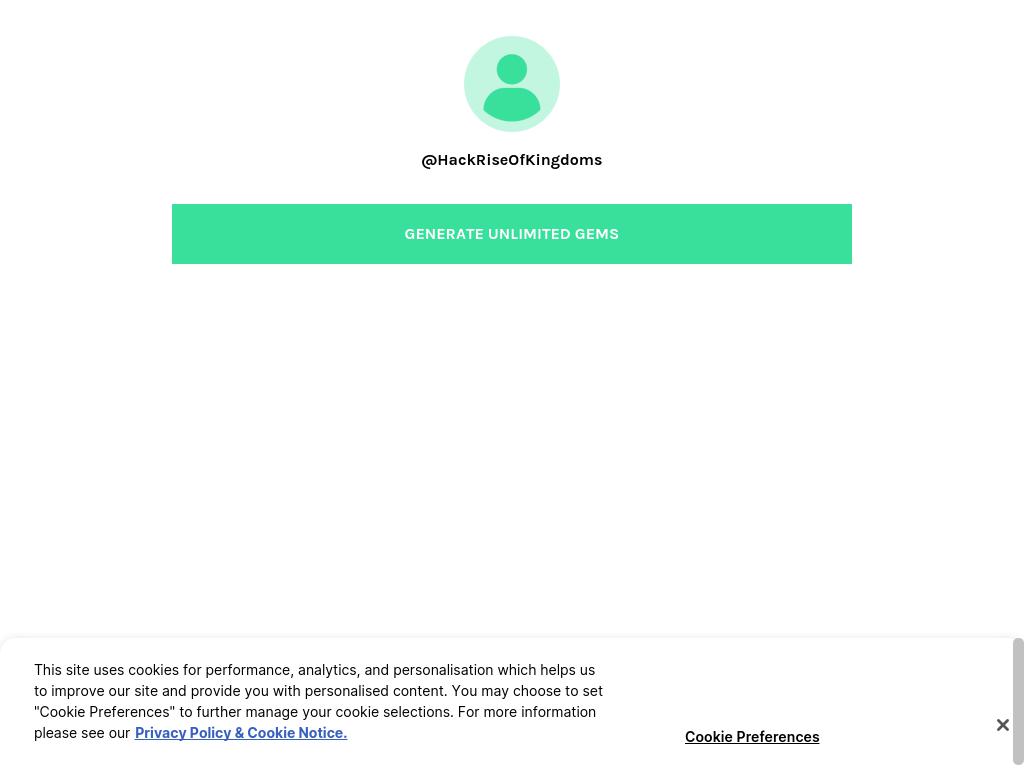 @HackRiseOfKingdoms
GENERATE UNLIMITED GEMS
This site uses cookies for performance, analytics, and personalisation which helps us
to improve our site and provide you with personalised content. You may choose to set
"Cookie Preferences" to further manage your cookie selections. For more information
please see our Privacy Policy & Cookie Notice.
Cookie Preferences